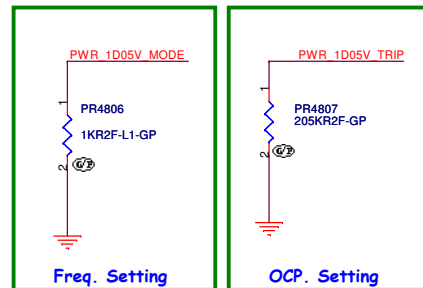 PWR_1D05V_MODE
1
PR4806
1KR2F-L1-GP
2
G/F
Freq. Setting
PWR_1D05V_TRIP
1
PR4807
205KR2F-GP
2
G/F
OCP. Setting